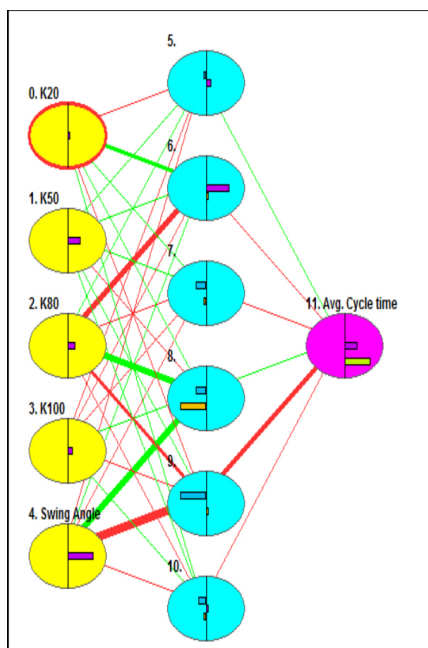 5.
0. K20
6.
1. K50
7.
2. K80
11. Avg. Cycle time
8.
3. K100
9.
4. Swing Angle
10.